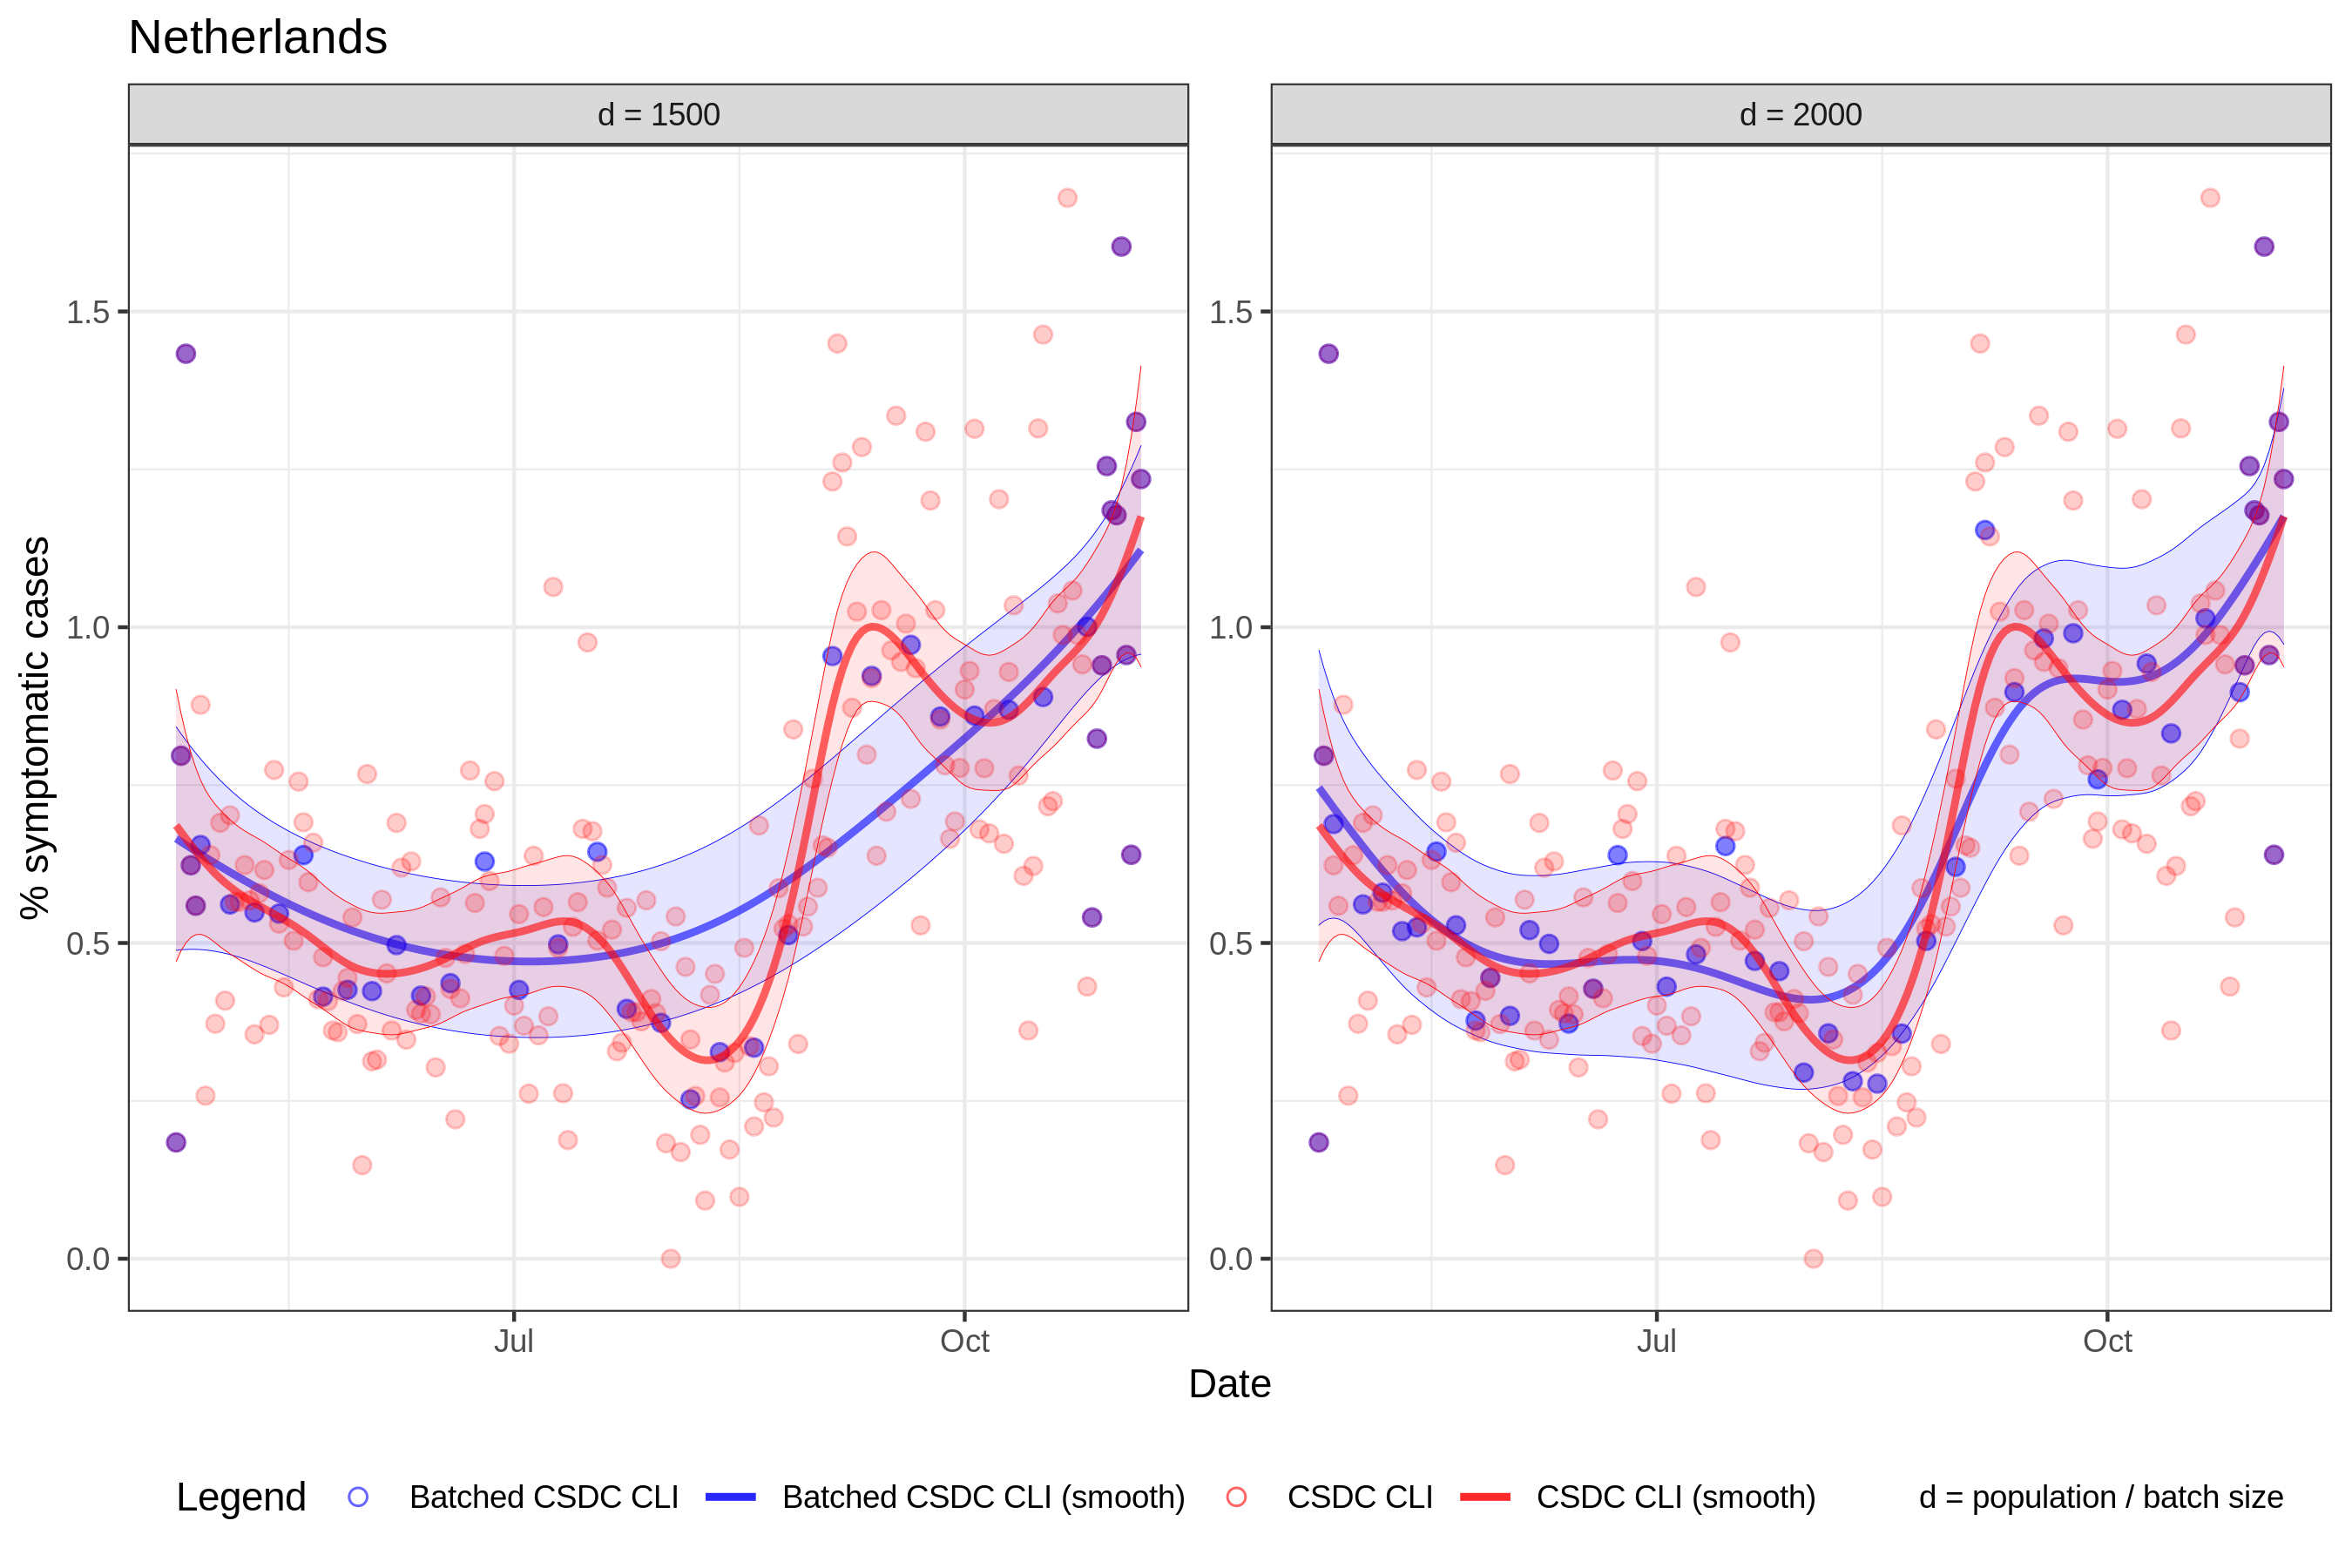 Netherlands
d = 1500
d = 2000
% symptomatic cases
1.5
1.0
0.5
0.0
1.5
1.0
0.5
0.0
Jul
Oct
Jul
Oct
Date
Legend
Batched CSDC CLI
Batched CSDC CLI (smooth)
CSDC CLI
CSDC CLI (smooth)
d = population / batch size